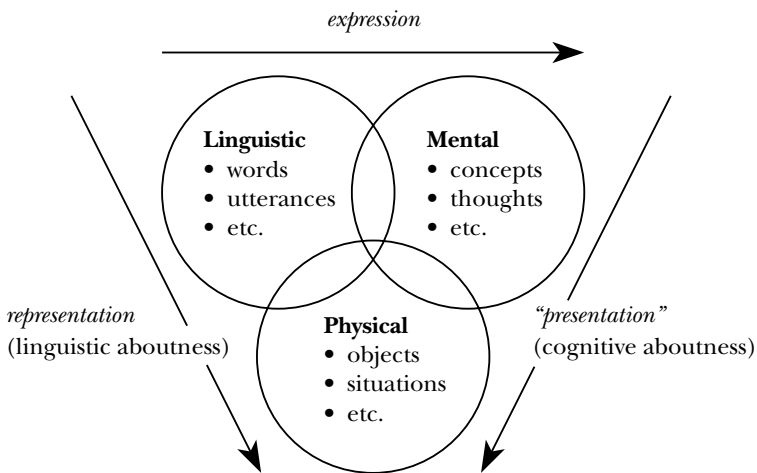 expression
Linguistic
• words
• utterances
• etc.
Mental
• concepts
• thoughts
• etc.
representation
(linguistic aboutness)
Physical
• objects
• situations
• etc.
“presentation”
(cognitive aboutness)